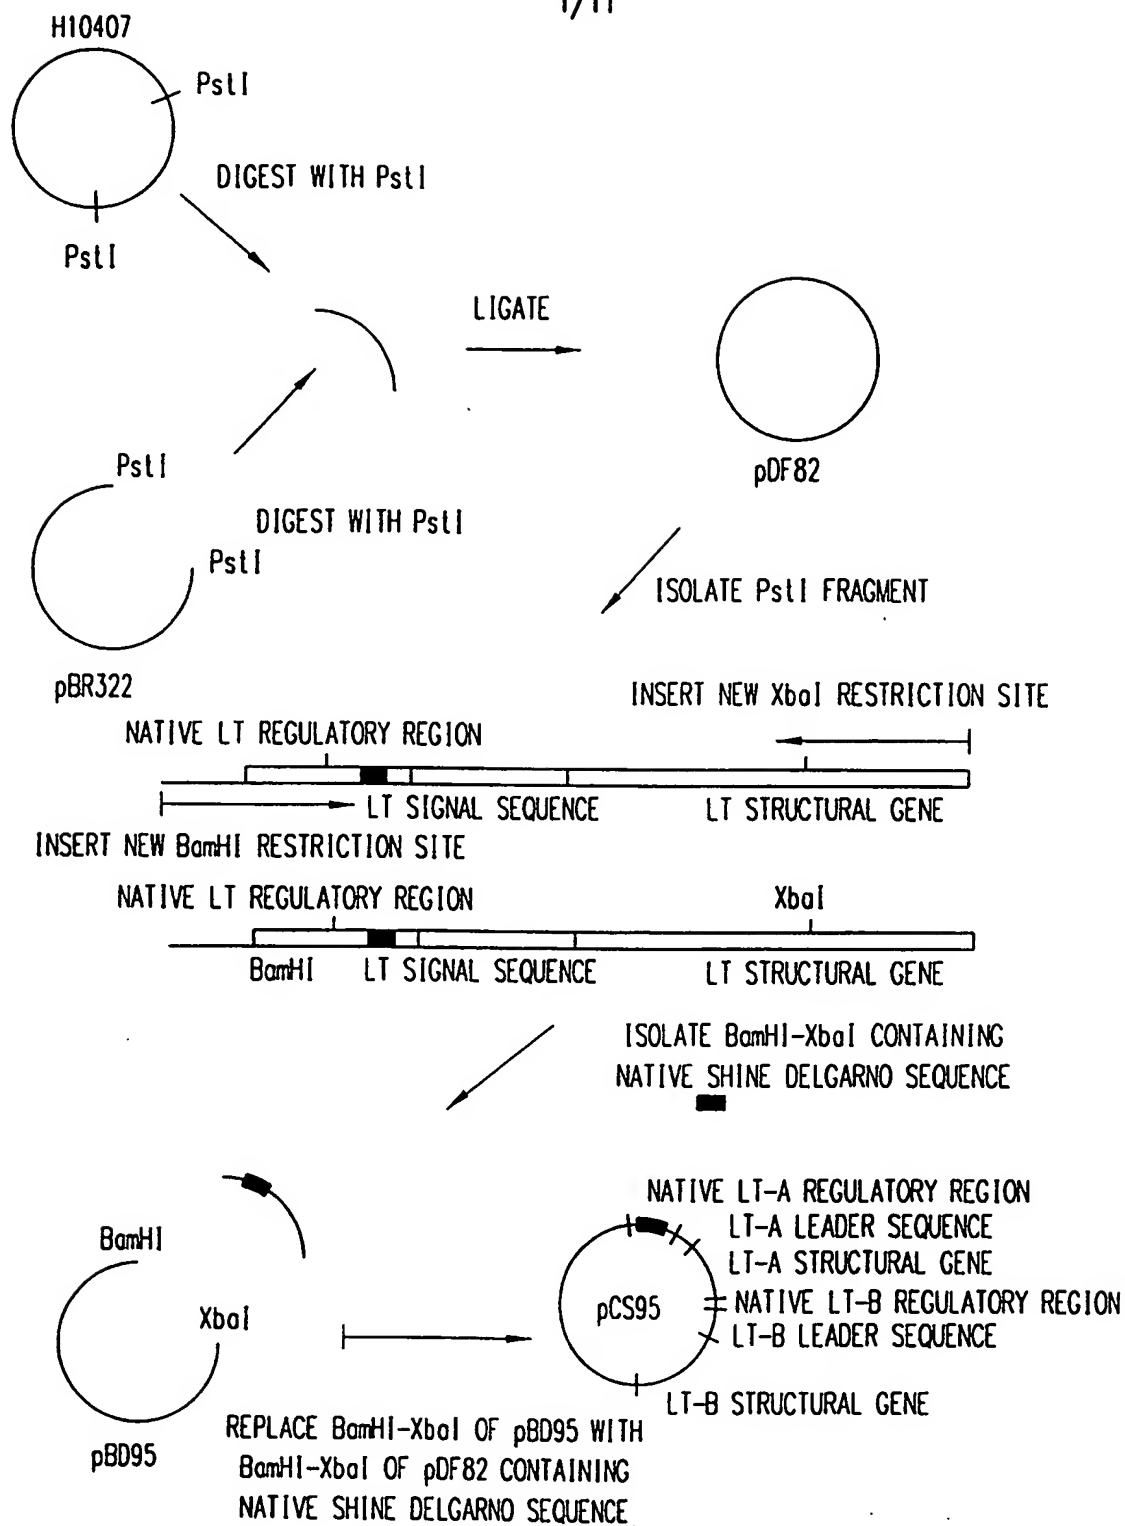 1/11
H10407
PstI
DIGEST WITH PstI
PstI
LIGATE
PstI
pDF82
DIGEST WITH PstI
PstI
ISOLATE PstI FRAGMENT
pBR322
INSERT NEW XbaI RESTRICTION SITE
NATIVE LT REGULATORY REGION
LT SIGNAL SEQUENCE
LT STRUCTURAL GENE
INSERT NEW BamHI RESTRICTION SITE
NATIVE LT REGULATORY REGION
XbaI
BamHI
LT SIGNAL SEQUENCE
LT STRUCTURAL GENE
ISOLATE BamHI-XbaI CONTAINING
NATIVE SHINE DELGARNO SEQUENCE
NATIVE LT-A REGULATORY REGION
LT-A LEADER SEQUENCE
BamHI
LT-A STRUCTURAL GENE
XbaI
pCS95
NATIVE LT-B REGULATORY REGION
LT-B LEADER SEQUENCE
LT-B STRUCTURAL GENE
pBD95
REPLACE BamHI-XbaI OF pBD95 WITH
BamHI-XbaI OF pDF82 CONTAINING
NATIVE SHINE DELGARNO SEQUENCE